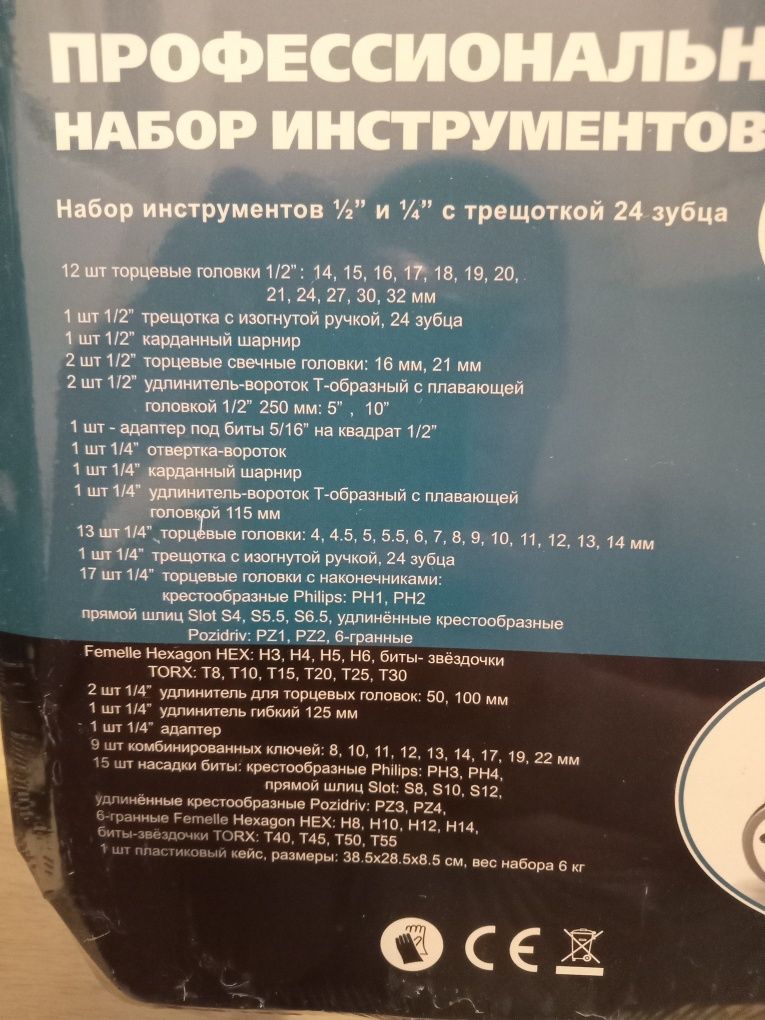 ПРОФЕССИОНАЛЬН
НАБОР ИНСТРУМЕНТОВ
Набор инструментов ½” и ¼” с трещоткой 24 зубца
12 шт торцевые головки 1/2” : 14, 15, 16, 17, 18, 19, 20,
21, 24, 27, 30, 32 мм
1 шт 1/2” трещотка с изогнутой ручкой, 24 зубца
1 шт 1/2” карданный шарнир
2 шт 1/2” торцевые свечные головки: 16 мм, 21 мм
2 шт 1/2” удлинитель-вороток Т-образный с плавающей
головкой 1/2” 250 мм: 5” , 10”
1 шт - адаптер под биты 5/16” на квадрат 1/2”
1 шт 1/4” отвертка-вороток
1 шт 1/4” карданный шарнир
1 шт 1/4” удлинитель-вороток Т-образный с плавающей
головкой 115 мм
13 шт 1/4” торцевые головки: 4, 4.5, 5, 5.5, 6, 7, 8, 9, 10, 11, 12, 13, 14 мм
1 шт 1/4” трещотка с изогнутой ручкой, 24 зубца
17 шт 1/4” торцевые головки с наконечниками:
крестообразные Philips: PH1, PH2
прямой шлиц Slot S4, S5.5, S6.5, удлинённые крестообразные
Pozidriv: PZ1, PZ2, 6-гранные
Femelle Hexagon HEX: H3, H4, H5, H6, биты- звёздочки
TORX: T8, T10, T15, T20, T25, T30
2 шт 1/4” удлинитель для торцевых головок: 50, 100 мм
1 шт 1/4” удлинитель гибкий 125 мм
1 шт 1/4” адаптер
9 шт комбинированных ключей: 8, 10, 11, 12, 13, 14, 17, 19, 22 мм
15 шт насадки биты: крестообразные Philips: PH3, PH4,
прямой шлиц Slot: S8, S10, S12,
удлинённые крестообразные Pozidriv: PZ3, PZ4,
6-гранные Femelle Hexagon HEX: H8, H10, H12, H14,
биты-звёздочки TORX: T40, T45, T50, T55
1 шт пластиковый кейс, размеры: 38.5x28.5x8.5 см, вес набора 6 кг
CE